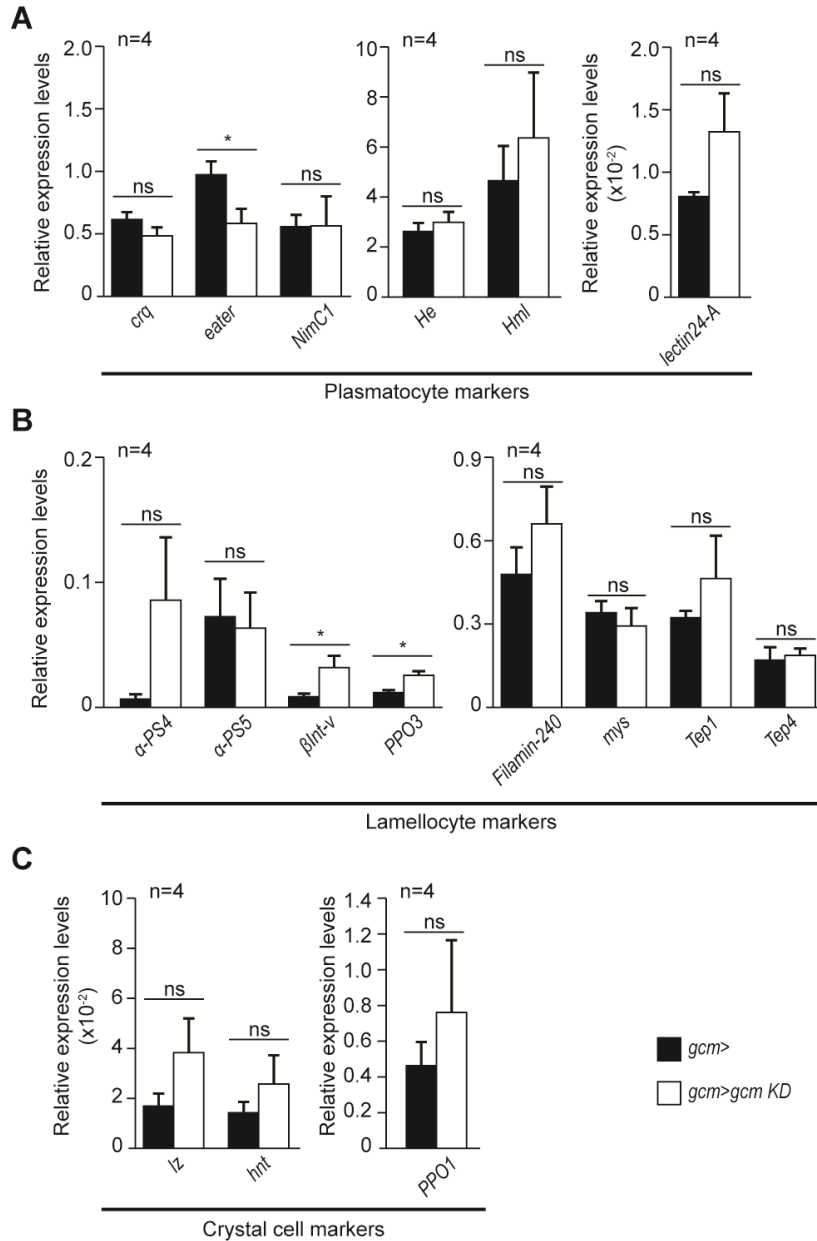 A
Relative expression levels
2.0
1.5
1.0
0.5
0
n=4
ns
*
ns
crq
eater
NimC1
10
8
6
4
2
0
n=4
ns
ns
He
Hml
Relative expression levels
(x10⁻²)
2.0
1.5
1.0
0.5
0
n=4
ns
lectin24-A
Plasmatocyte markers
B
Relative expression levels
0.2
0.1
0
n=4
ns
ns
*
*
α-PS4
α-PS5
βInt-ν
PPO3
0.9
0.6
0.3
0
n=4
ns
ns
ns
ns
Filamin-240
mys
Tep1
Tep4
Lamellocyte markers
C
Relative expression levels
(x10⁻²)
10
8
6
4
2
0
n=4
ns
ns
lz
hnt
Relative expression levels
1.4
1.2
1.0
0.8
0.6
0.4
0.2
0
n=4
ns
PPO1
Crystal cell markers
gcm>
gcm>gcm KD